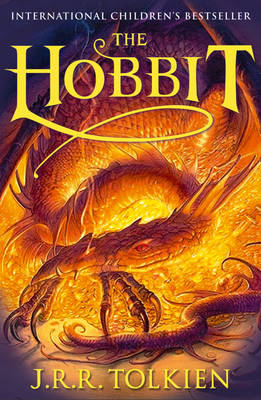 INTERNATIONAL CHILDREN'S BESTSELLER
THE
HOBBIT
J.R.R. TOLKIEN